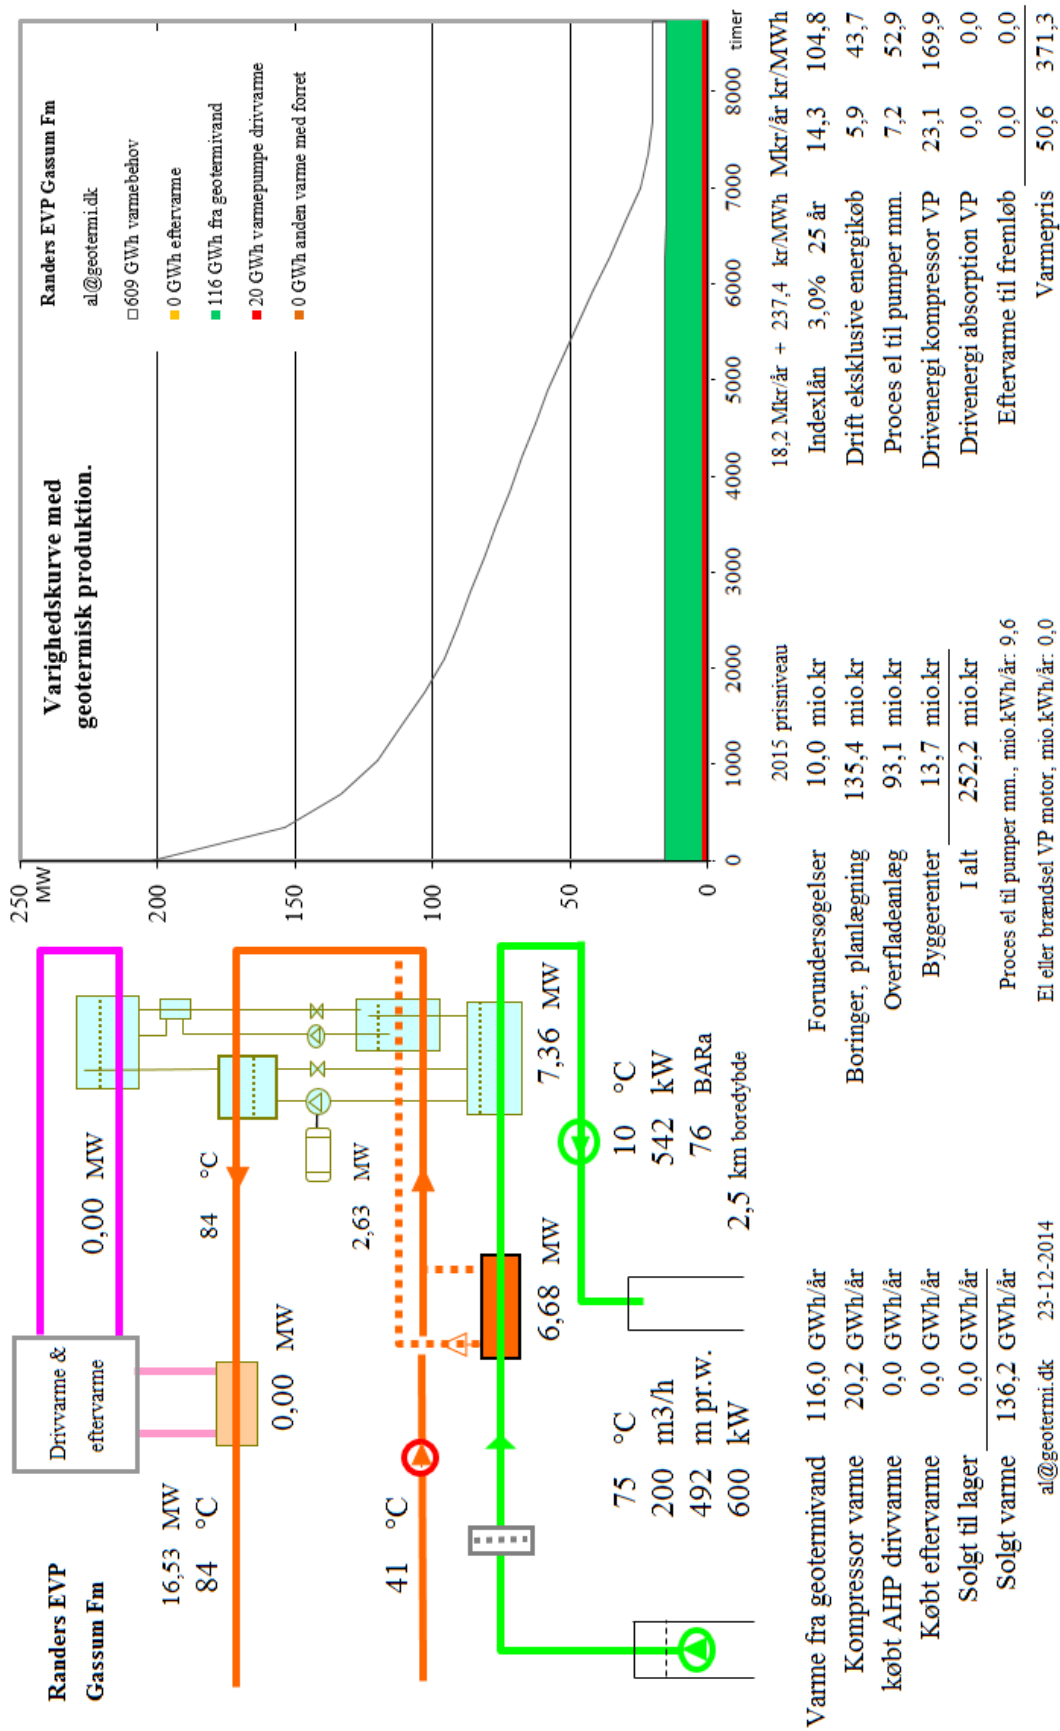 Randers EVP
Gassum Fm
Drivvarme &
eftervarme
0,00 MW
16,53 MW
84 °C
0,00 MW
84 °C
2,63 MW
41 °C
6,68 MW
7,36 MW
75 °C
200 m3/h
492 m pr.w.
600 kW
10 °C
542 kW
76 BARa
2,5 km boredybde
Varighedskurve med
geotermisk produktion.
Randers EVP Gassum Fm
al@geotermi.dk
609 GWh varmebehov
0 GWh eftervarme
116 GWh fra geotermivand
20 GWh varmepumpe drivvarme
0 GWh anden varme med forret
250
MW
200
150
100
50
0
0 1000 2000 3000 4000 5000 6000 7000 8000 timer
Varme fra geotermivand 116,0 GWh/år
Kompressor varme 20,2 GWh/år
købt AHP drivvarme 0,0 GWh/år
Købt eftervarme 0,0 GWh/år
Solgt til lager 0,0 GWh/år
Solgt varme 136,2 GWh/år
al@geotermi.dk 23-12-2014
2015 prisniveau
Forundersøgelser 10,0 mio.kr
Boringer, planlægning 135,4 mio.kr
Overfladeanlæg 93,1 mio.kr
Byggerenter 13,7 mio.kr
I alt 252,2 mio.kr
Proces el til pumper mm., mio.kWh/år: 9,6
El eller brændsel VP motor, mio.kWh/år: 0,0
18,2 Mkr/år + 237,4 kr/MWh Mkr/år kr/MWh
Indexlån 3,0% 25 år 14,3 104,8
Drift eksklusive energikøb 5,9 43,7
Proces el til pumper mm. 7,2 52,9
Drivenergi kompressor VP 23,1 169,9
Drivenergi absorption VP 0,0 0,0
Eftervarme til fremløb 0,0 0,0
Varmepris 50,6 371,3